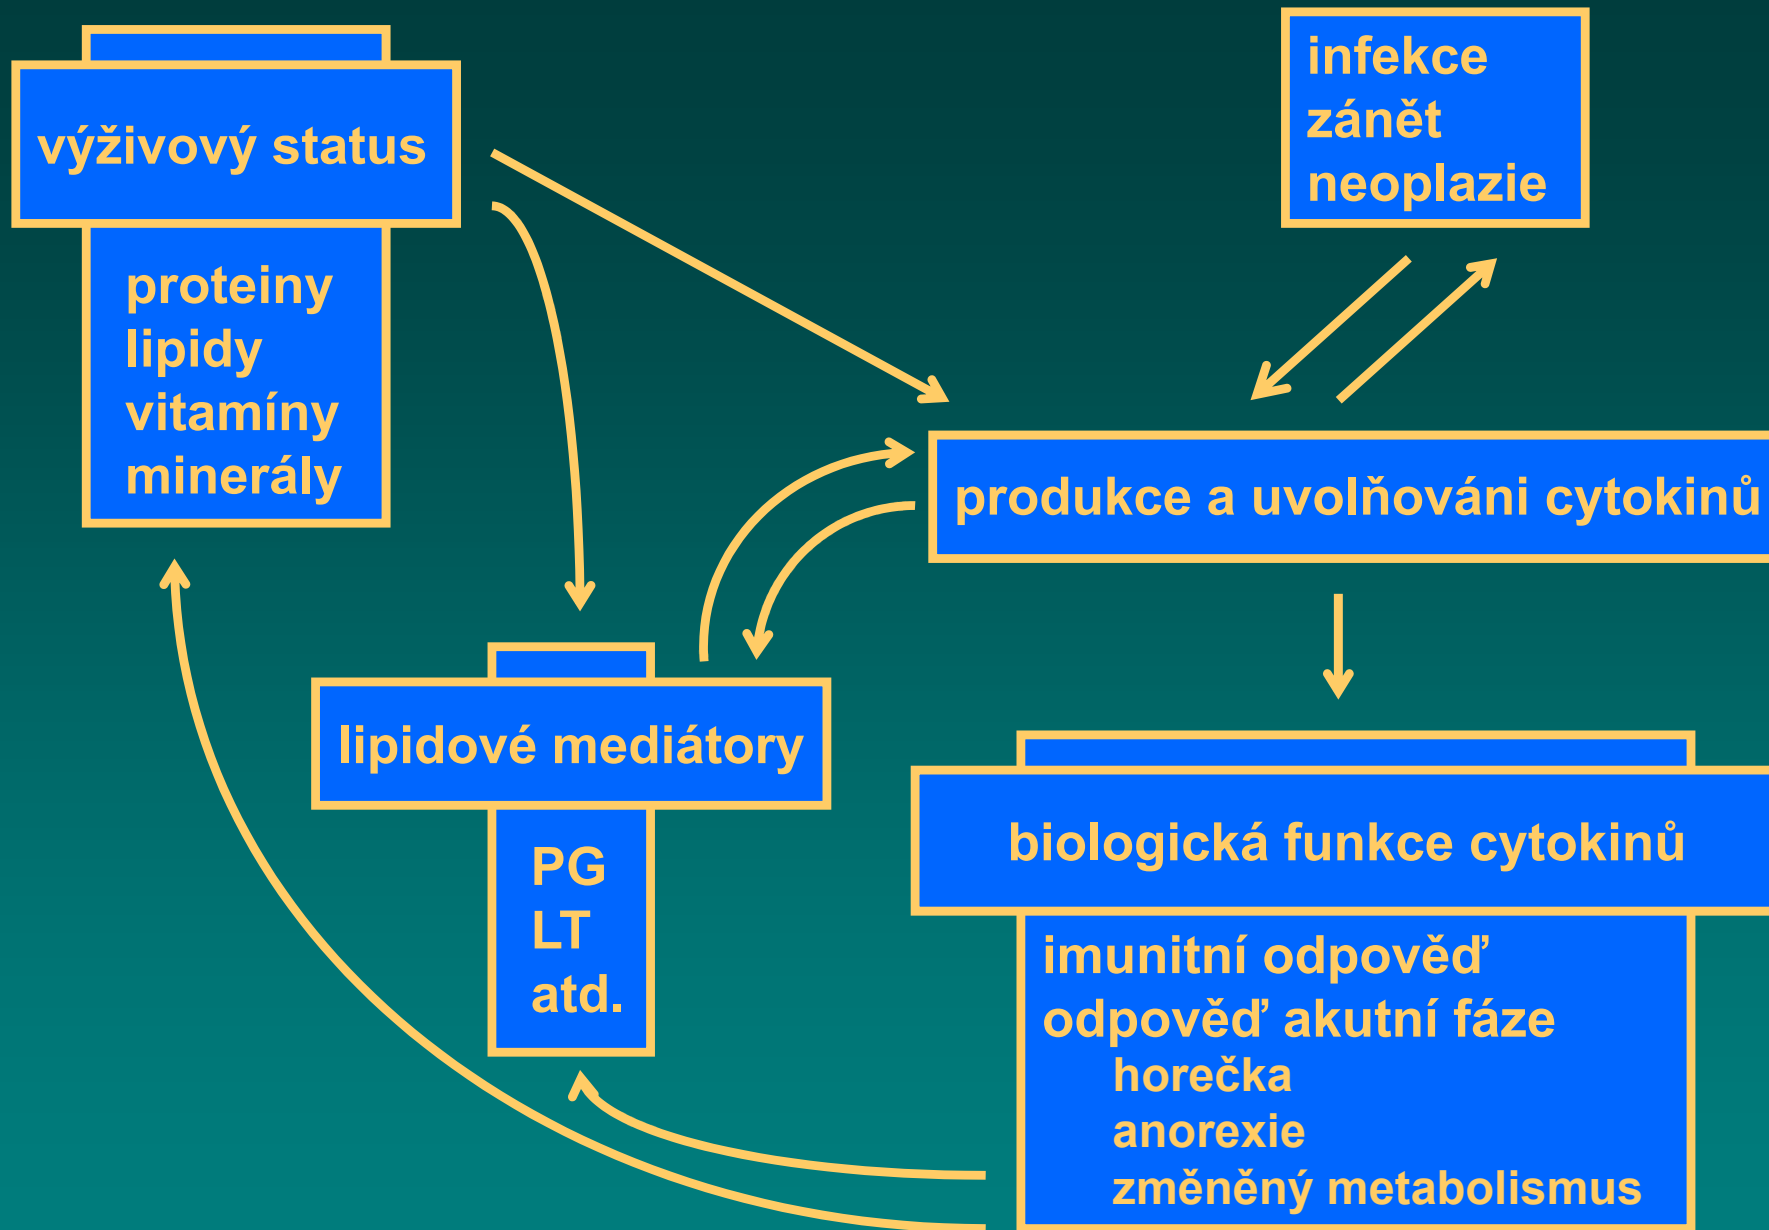 výživový status
proteiny
lipidy
vitamíny
minerály
infekce
zánět
neoplazie
produkce a uvolňováni cytokinů
lipidové mediátory
PG
LT
atd.
biologická funkce cytokinů
imunitní odpověď
odpověď akutní fáze
horečka
anorexie
změněný metabolismus